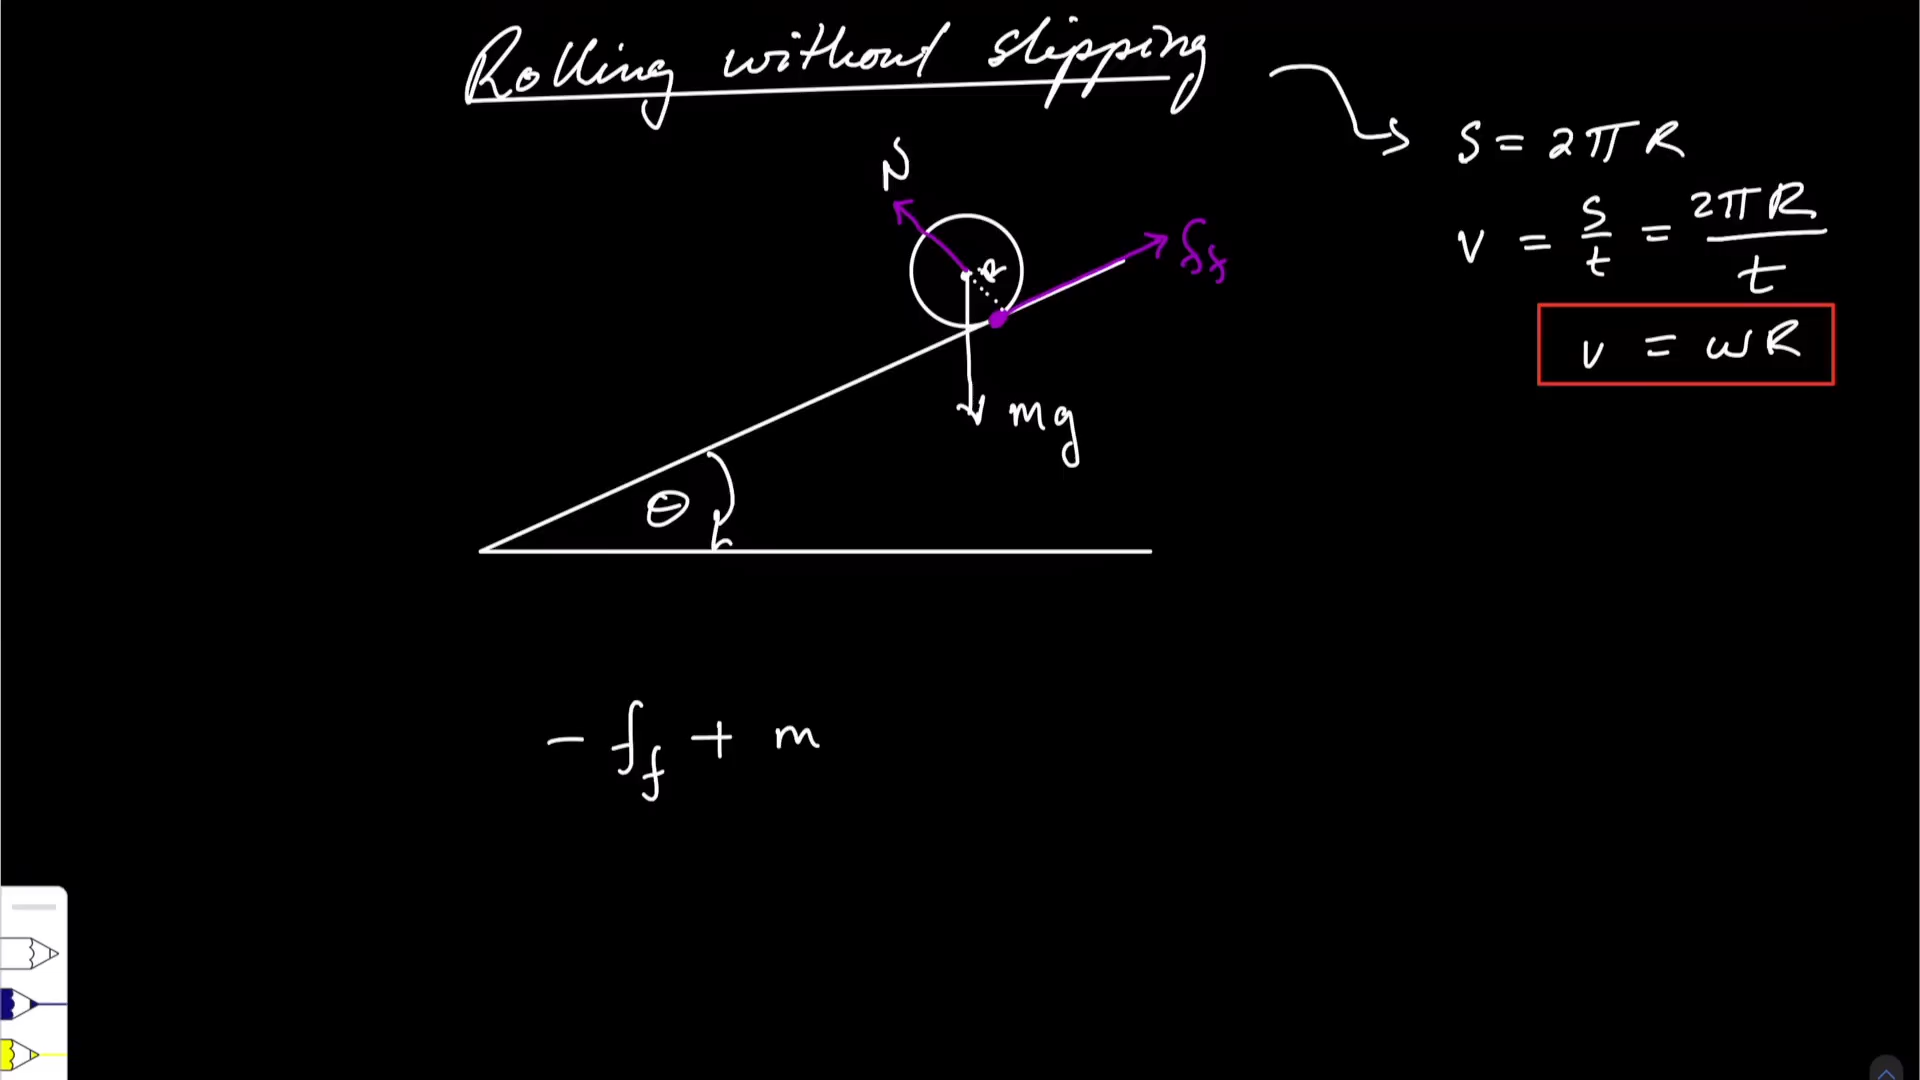 Rolling without slipping
S = 2πR
v = s/t = 2πR/t
v = ωR
N
R
f_f
mg
θ
- f_f + m